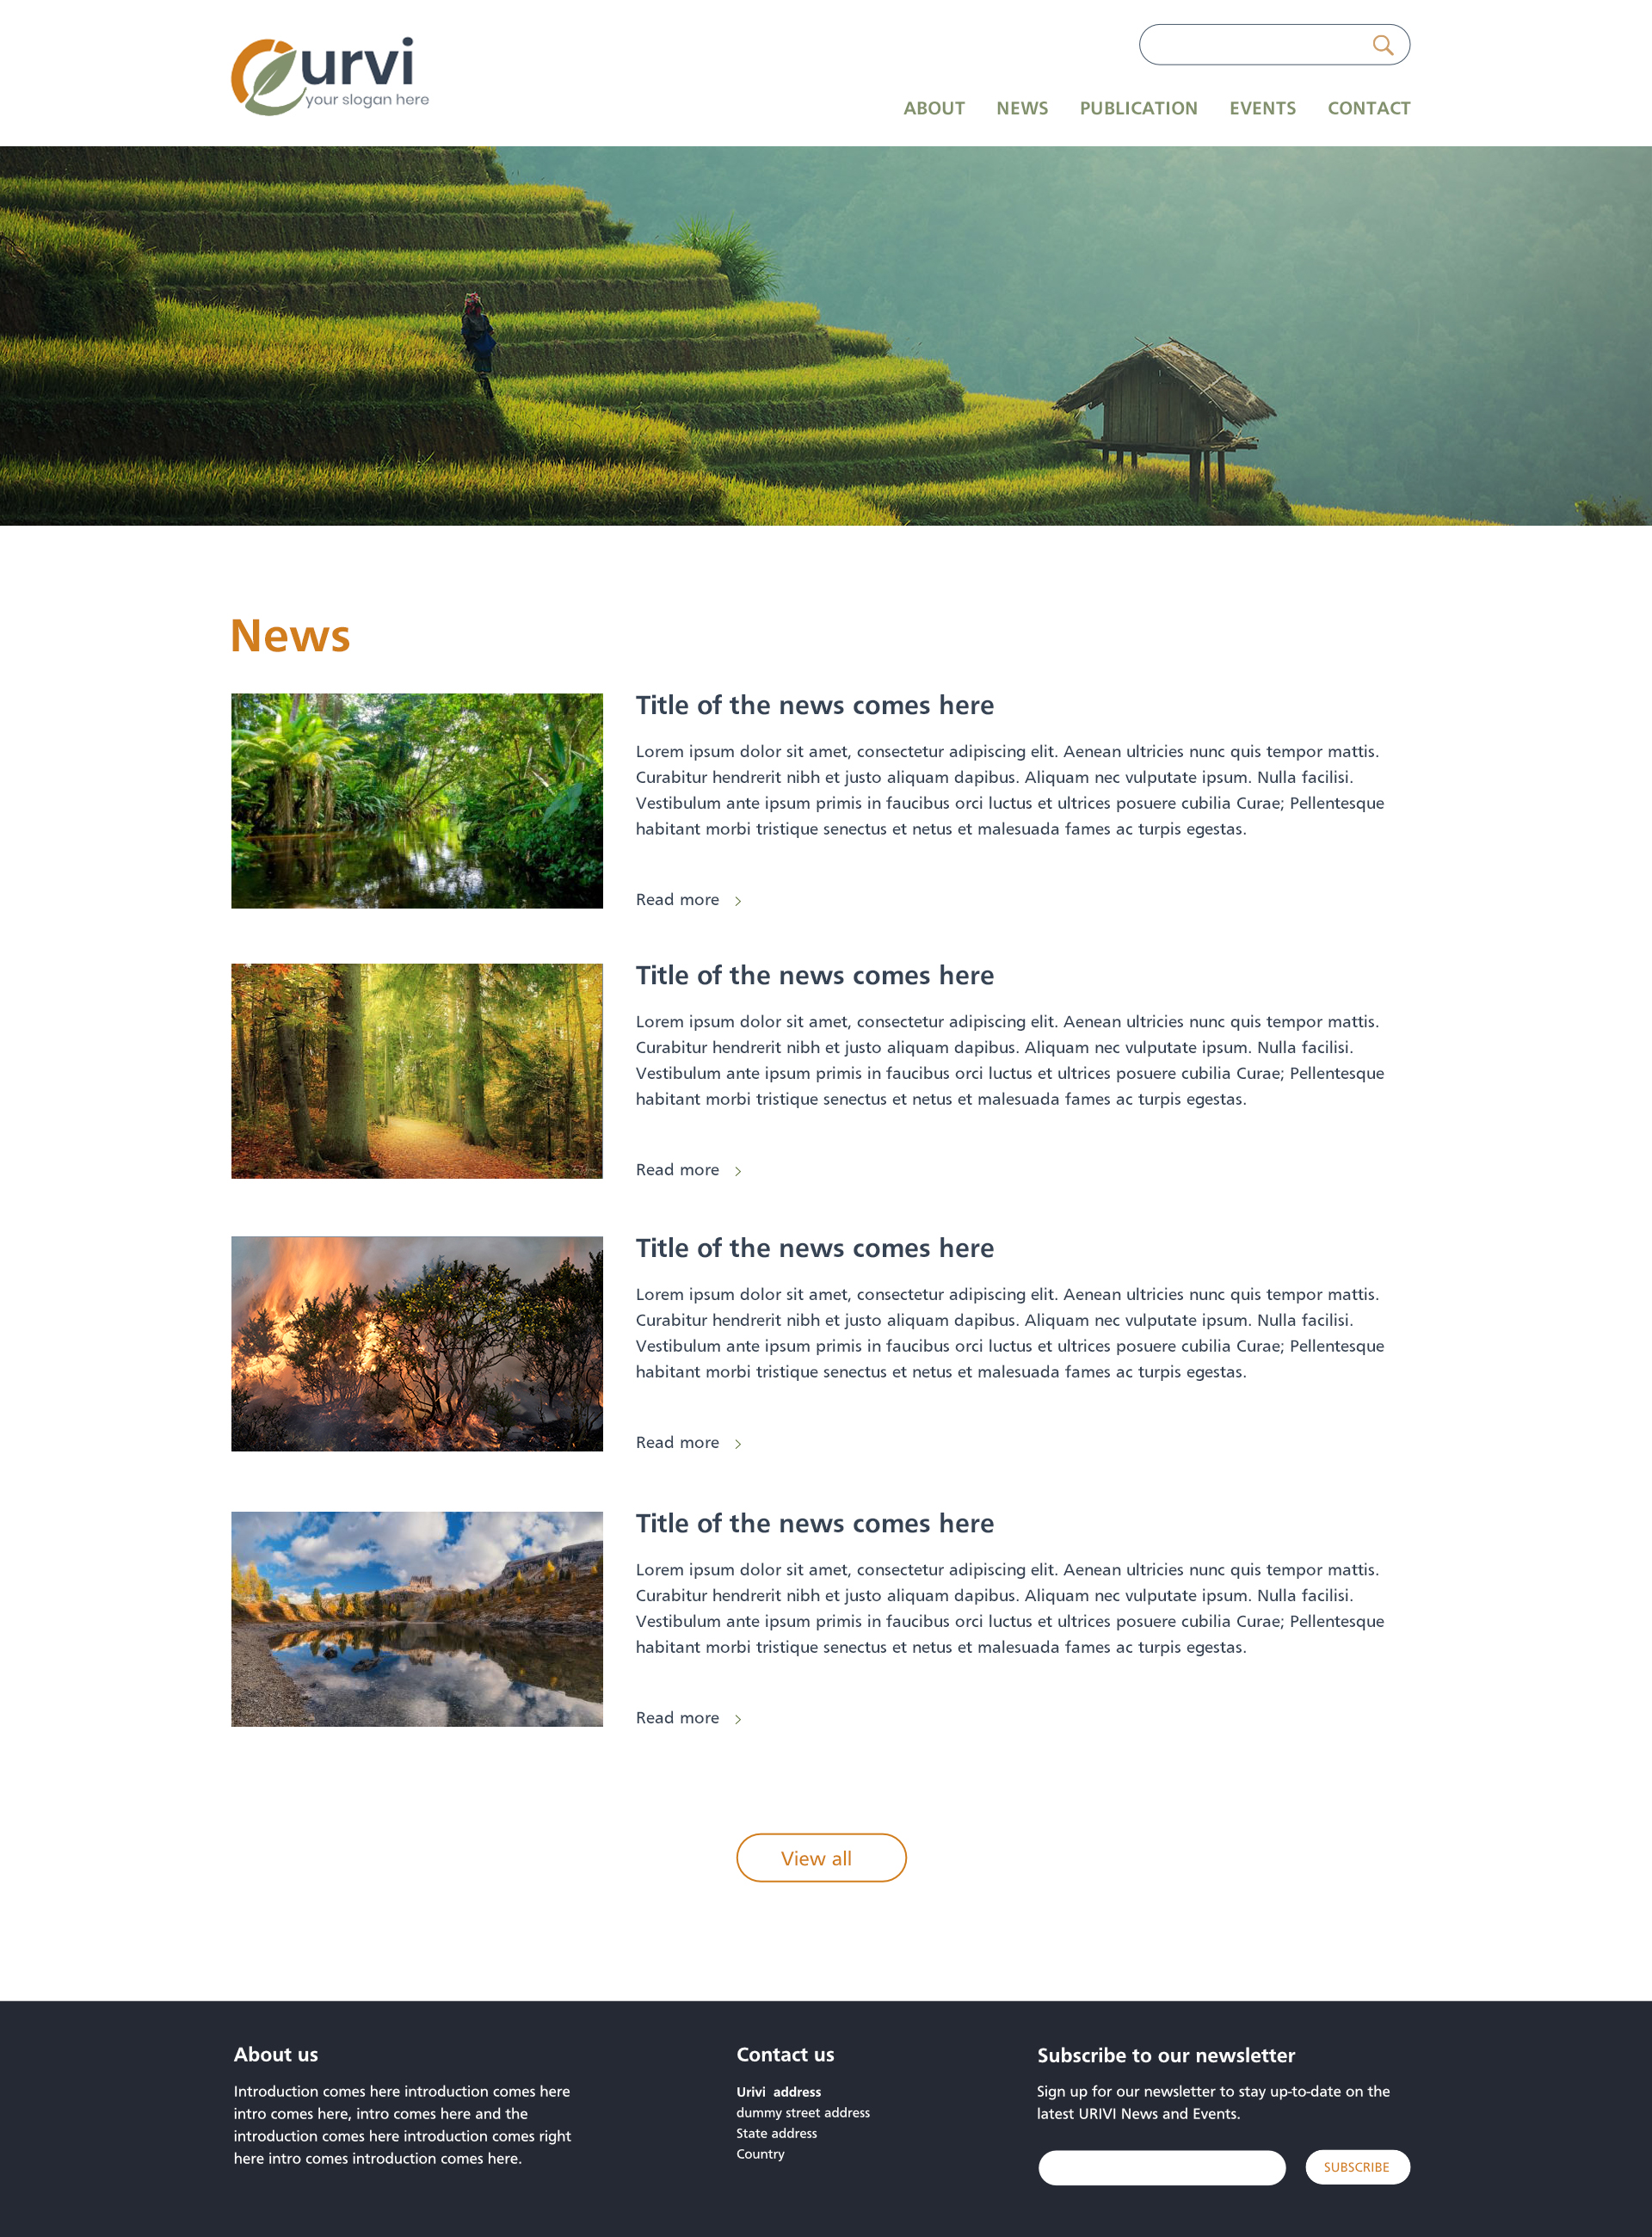 urvi
your slogan here
ABOUT NEWS PUBLICATION EVENTS CONTACT
News
Title of the news comes here
Lorem ipsum dolor sit amet, consectetur adipiscing elit. Aenean ultricies nunc quis tempor mattis.
Curabitur hendrerit nibh et justo aliquam dapibus. Aliquam nec vulputate ipsum. Nulla facilisi.
Vestibulum ante ipsum primis in faucibus orci luctus et ultrices posuere cubilia Curae; Pellentesque
habitant morbi tristique senectus et netus et malesuada fames ac turpis egestas.
Read more
Title of the news comes here
Lorem ipsum dolor sit amet, consectetur adipiscing elit. Aenean ultricies nunc quis tempor mattis.
Curabitur hendrerit nibh et justo aliquam dapibus. Aliquam nec vulputate ipsum. Nulla facilisi.
Vestibulum ante ipsum primis in faucibus orci luctus et ultrices posuere cubilia Curae; Pellentesque
habitant morbi tristique senectus et netus et malesuada fames ac turpis egestas.
Read more
Title of the news comes here
Lorem ipsum dolor sit amet, consectetur adipiscing elit. Aenean ultricies nunc quis tempor mattis.
Curabitur hendrerit nibh et justo aliquam dapibus. Aliquam nec vulputate ipsum. Nulla facilisi.
Vestibulum ante ipsum primis in faucibus orci luctus et ultrices posuere cubilia Curae; Pellentesque
habitant morbi tristique senectus et netus et malesuada fames ac turpis egestas.
Read more
Title of the news comes here
Lorem ipsum dolor sit amet, consectetur adipiscing elit. Aenean ultricies nunc quis tempor mattis.
Curabitur hendrerit nibh et justo aliquam dapibus. Aliquam nec vulputate ipsum. Nulla facilisi.
Vestibulum ante ipsum primis in faucibus orci luctus et ultrices posuere cubilia Curae; Pellentesque
habitant morbi tristique senectus et netus et malesuada fames ac turpis egestas.
Read more
View all
About us
Introduction comes here introduction comes here
intro comes here, intro comes here and the
introduction comes here introduction comes right
here intro comes introduction comes here.
Contact us
Urivi address
dummy street address
State address
Country
Subscribe to our newsletter
Sign up for our newsletter to stay up-to-date on the
latest URIVI News and Events.
SUBSCRIBE